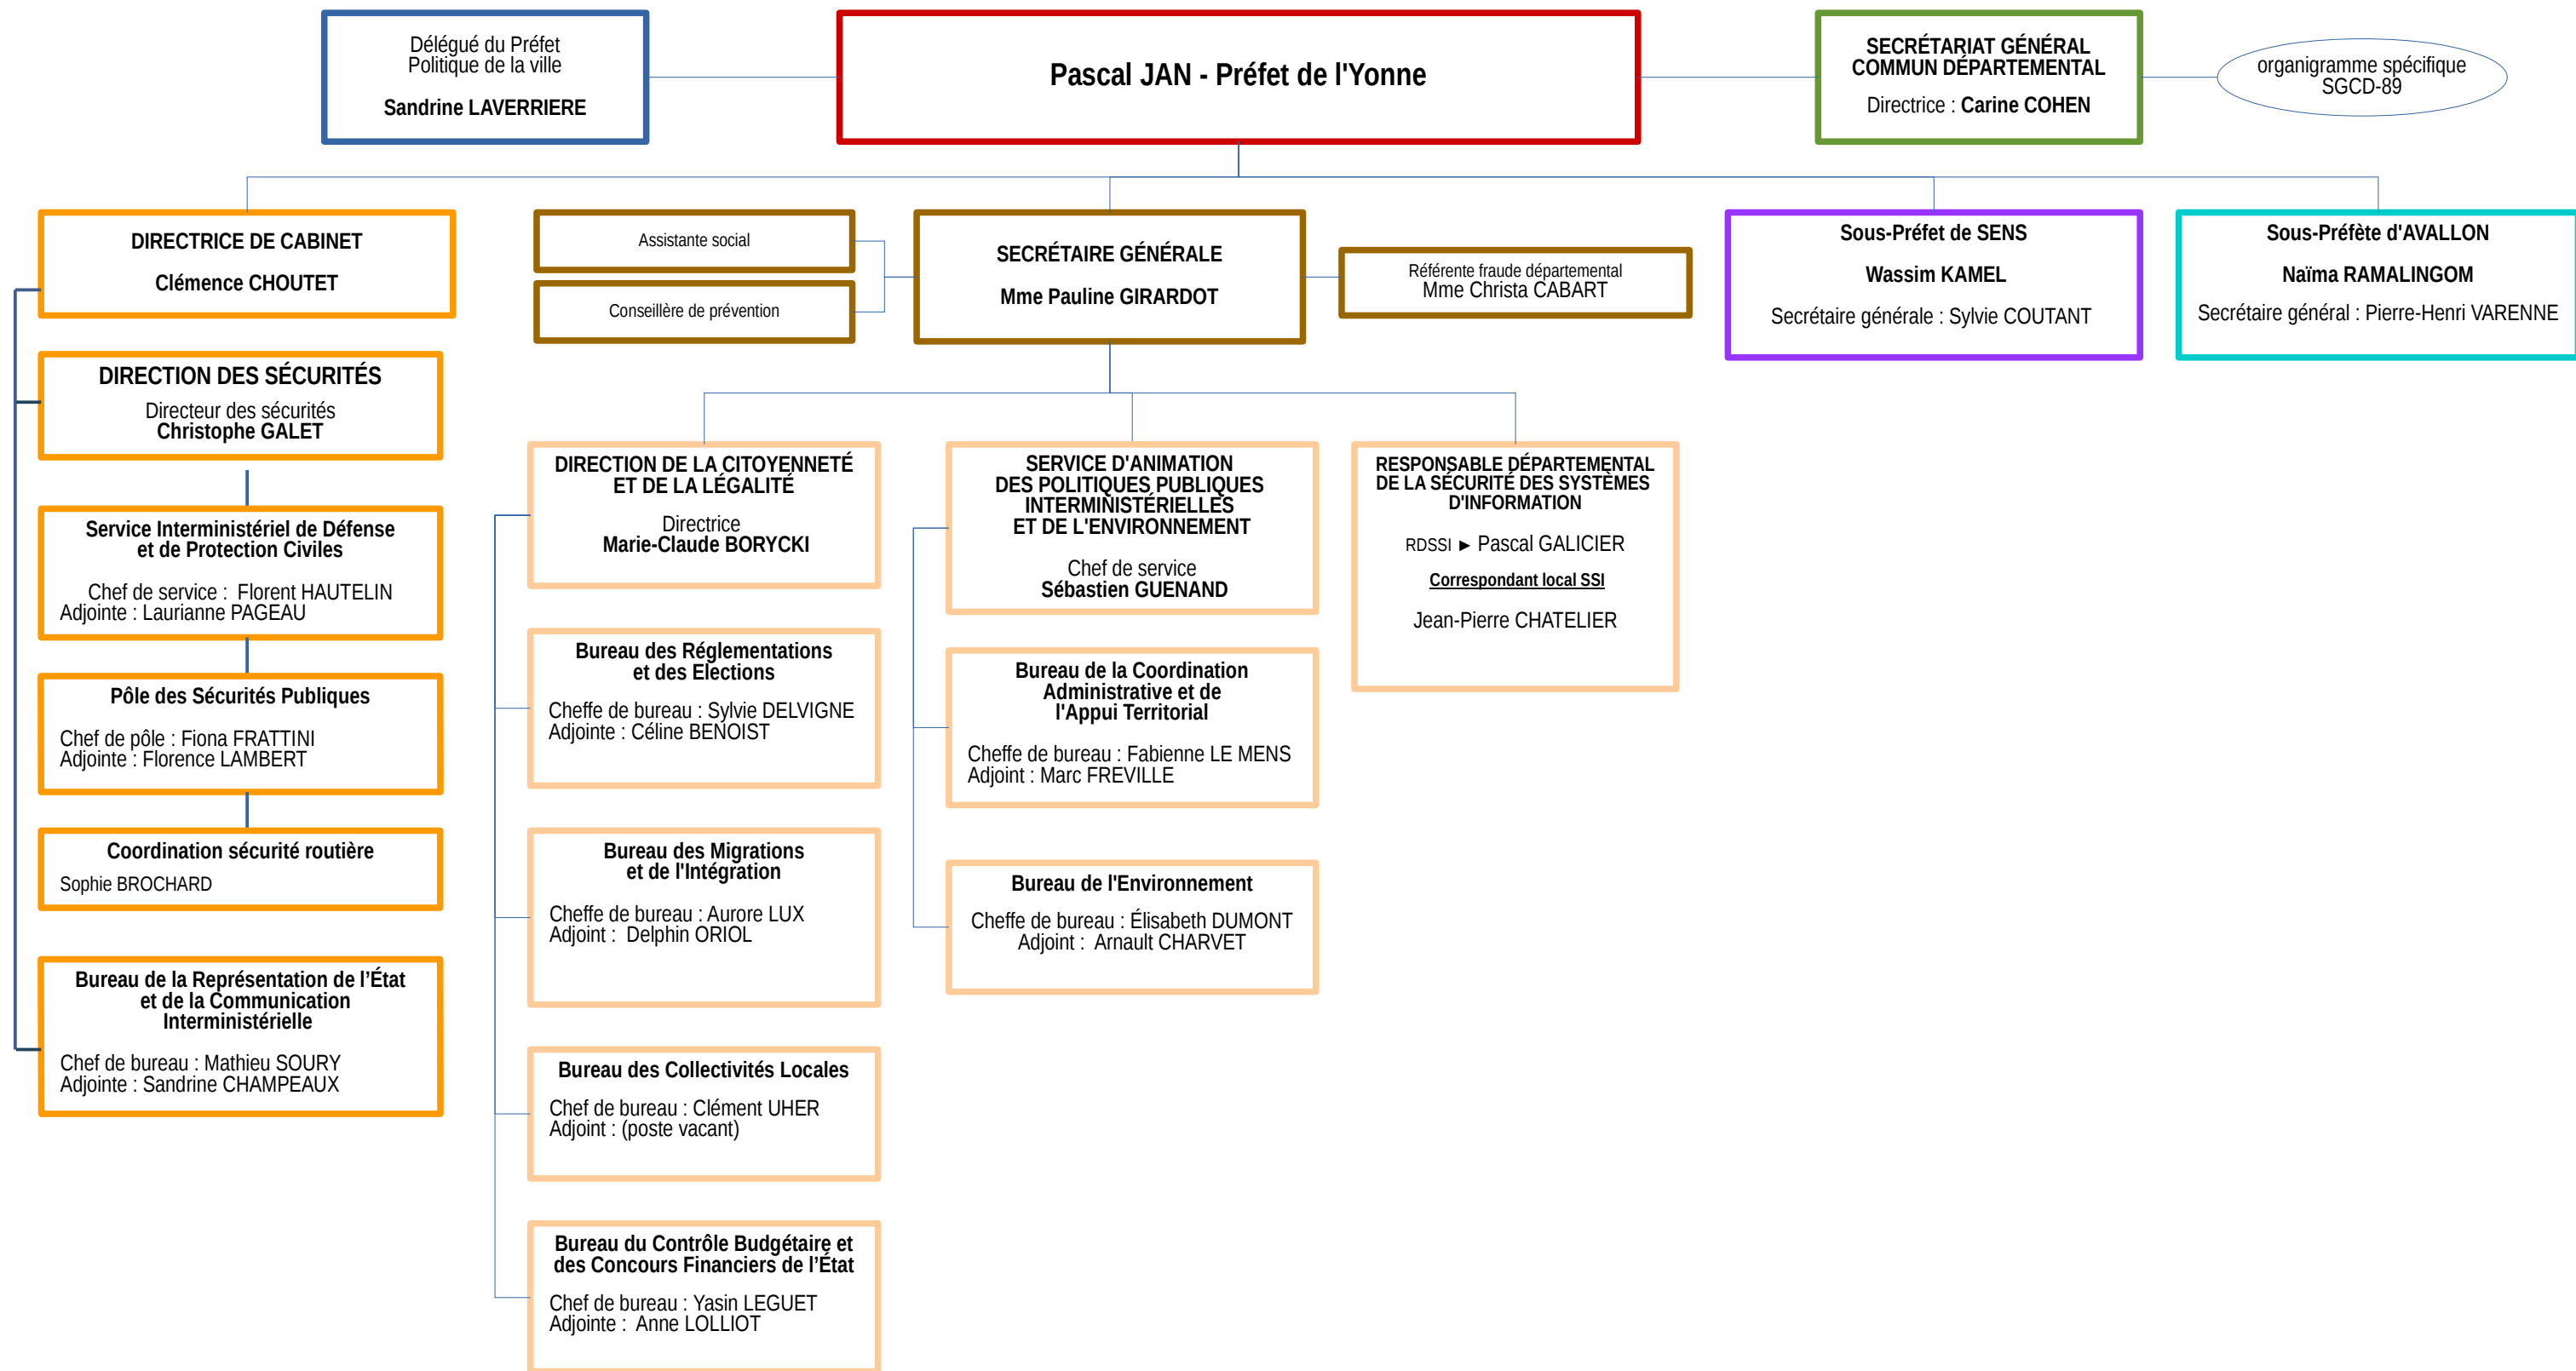 Délégué du Préfet
Politique de la ville
Sandrine LAVERRIERE
Pascal JAN - Préfet de l'Yonne
SECRÉTARIAT GÉNÉRAL
COMMUN DÉPARTEMENTAL
Directrice : Carine COHEN
organigramme spécifique
SGCD-89
DIRECTRICE DE CABINET
Clémence CHOUTET
Assistante social
Conseillère de prévention
SECRÉTAIRE GÉNÉRALE
Mme Pauline GIRARDOT
Référente fraude départemental
Mme Christa CABART
Sous-Préfet de SENS
Wassim KAMEL
Secrétaire générale : Sylvie COUTANT
Sous-Préfète d'AVALLON
Naïma RAMALINGOM
Secrétaire général : Pierre-Henri VARENNE
DIRECTION DES SÉCURITÉS
Directeur des sécurités
Christophe GALET
Service Interministériel de Défense
et de Protection Civiles
Chef de service :  Florent HAUTELIN
Adjointe : Laurianne PAGEAU
Pôle des Sécurités Publiques
Chef de pôle : Fiona FRATTINI
Adjointe : Florence LAMBERT
Coordination sécurité routière
Sophie BROCHARD
Bureau de la Représentation de l’État
et de la Communication
Interministérielle
Chef de bureau : Mathieu SOURY
Adjointe : Sandrine CHAMPEAUX
DIRECTION DE LA CITOYENNETÉ
ET DE LA LÉGALITÉ
Directrice
Marie-Claude BORYCKI
Bureau des Réglementations
et des Elections
Cheffe de bureau : Sylvie DELVIGNE
Adjointe : Céline BENOIST
Bureau des Migrations
et de l'Intégration
Cheffe de bureau : Aurore LUX
Adjoint :  Delphin ORIOL
Bureau des Collectivités Locales
Chef de bureau : Clément UHER
Adjoint : (poste vacant)
Bureau du Contrôle Budgétaire et
des Concours Financiers de l’État
Chef de bureau : Yasin LEGUET
Adjointe :  Anne LOLLIOT
SERVICE D'ANIMATION
DES POLITIQUES PUBLIQUES
INTERMINISTÉRIELLES
ET DE L'ENVIRONNEMENT
Chef de service
Sébastien GUENAND
Bureau de la Coordination
Administrative et de
l'Appui Territorial
Cheffe de bureau : Fabienne LE MENS
Adjoint : Marc FREVILLE
Bureau de l'Environnement
Cheffe de bureau : Élisabeth DUMONT
Adjoint :  Arnault CHARVET
RESPONSABLE DÉPARTEMENTAL
DE LA SÉCURITÉ DES SYSTÈMES
D'INFORMATION
RDSSI ► Pascal GALICIER
Correspondant local SSI
Jean-Pierre CHATELIER